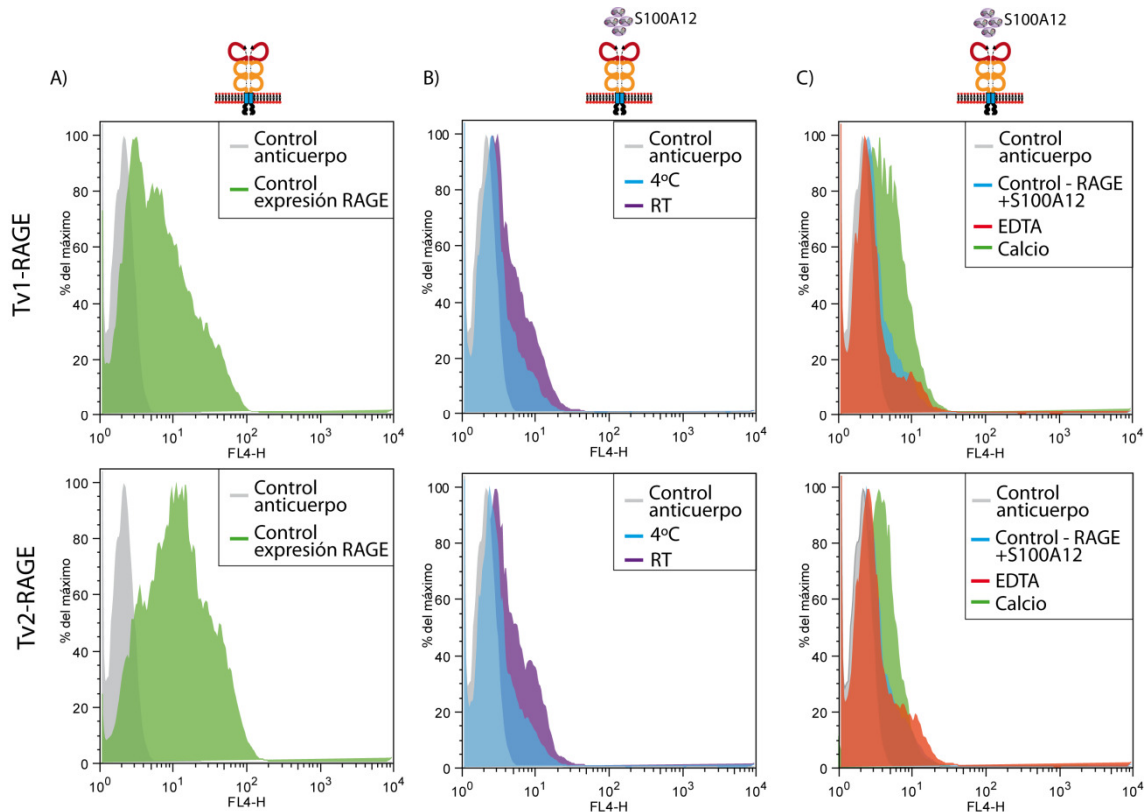 S100A12
S100A12
A)
B)
C)
Tv1-RAGE
% del máximo
100
80
60
40
20
0
10⁰
10¹
10²
10³
10⁴
FL4-H
Control
anticuerpo
Control
expresión RAGE
% del máximo
100
80
60
40
20
0
10⁰
10¹
10²
10³
10⁴
FL4-H
Control
anticuerpo
4ºC
RT
% del máximo
100
80
60
40
20
0
10⁰
10¹
10²
10³
10⁴
FL4-H
Control
anticuerpo
Control - RAGE
+S100A12
EDTA
Calcio
Tv2-RAGE
% del máximo
100
80
60
40
20
0
10⁰
10¹
10²
10³
10⁴
FL4-H
Control
anticuerpo
Control
expresión RAGE
% del máximo
100
80
60
40
20
0
10⁰
10¹
10²
10³
10⁴
FL4-H
Control
anticuerpo
4ºC
RT
% del máximo
100
80
60
40
20
0
10⁰
10¹
10²
10³
10⁴
FL4-H
Control
anticuerpo
Control - RAGE
+S100A12
EDTA
Calcio